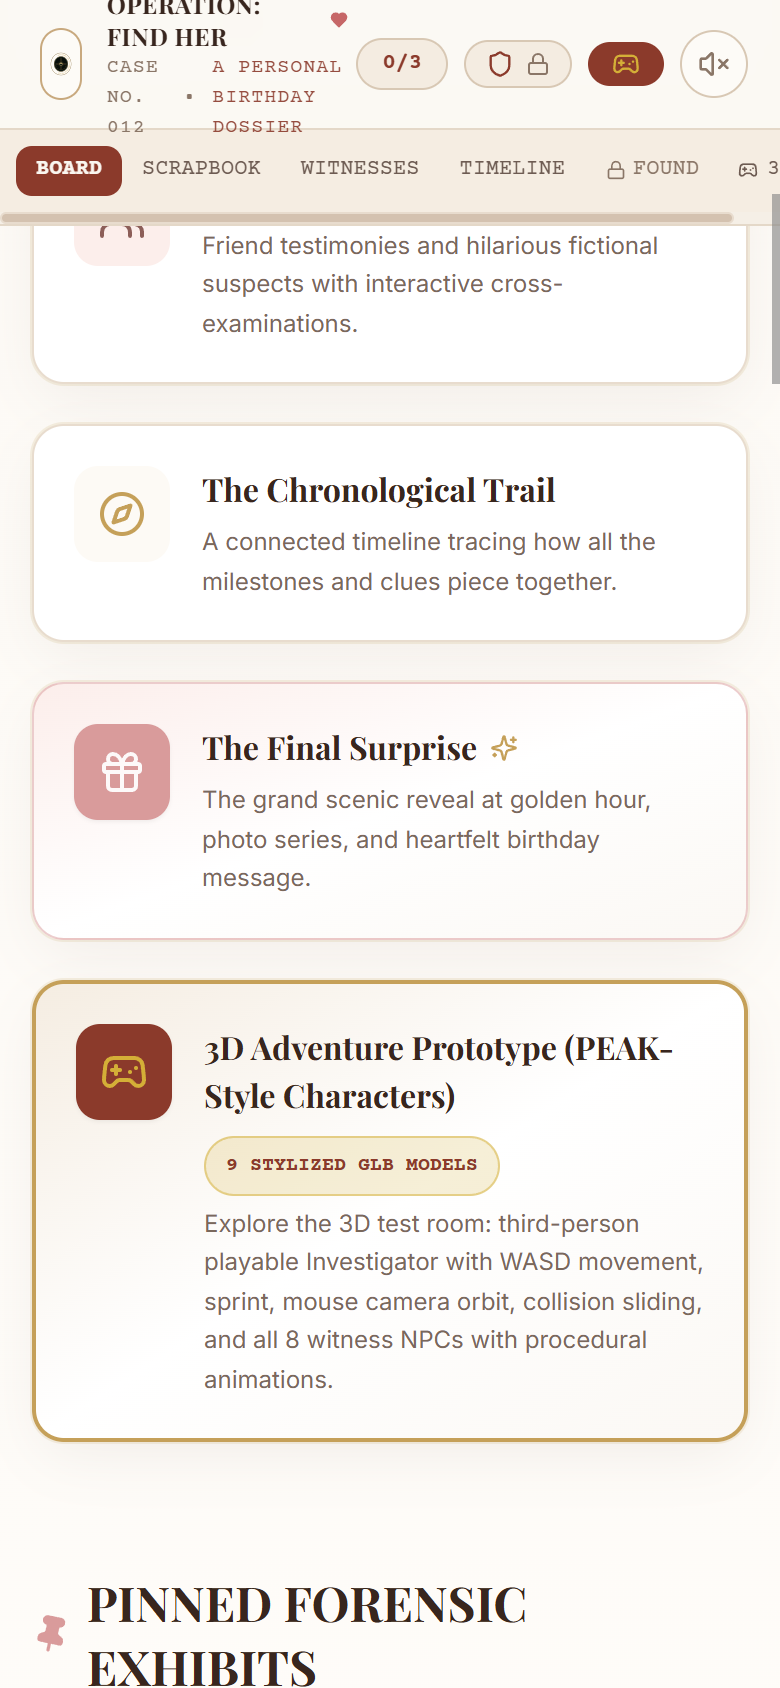 OPERATION:
FIND HER
CASE NO. 012 • A PERSONAL BIRTHDAY DOSSIER
0/3
BOARD SCRAPBOOK WITNESSES TIMELINE FOUND 3
Friend testimonies and hilarious fictional
suspects with interactive cross-
examinations.
The Chronological Trail
A connected timeline tracing how all the
milestones and clues piece together.
The Final Surprise
The grand scenic reveal at golden hour,
photo series, and heartfelt birthday
message.
3D Adventure Prototype (PEAK-
Style Characters)
9 STYLIZED GLB MODELS
Explore the 3D test room: third-person
playable Investigator with WASD movement,
sprint, mouse camera orbit, collision sliding,
and all 8 witness NPCs with procedural
animations.
PINNED FORENSIC
EXHIBITS